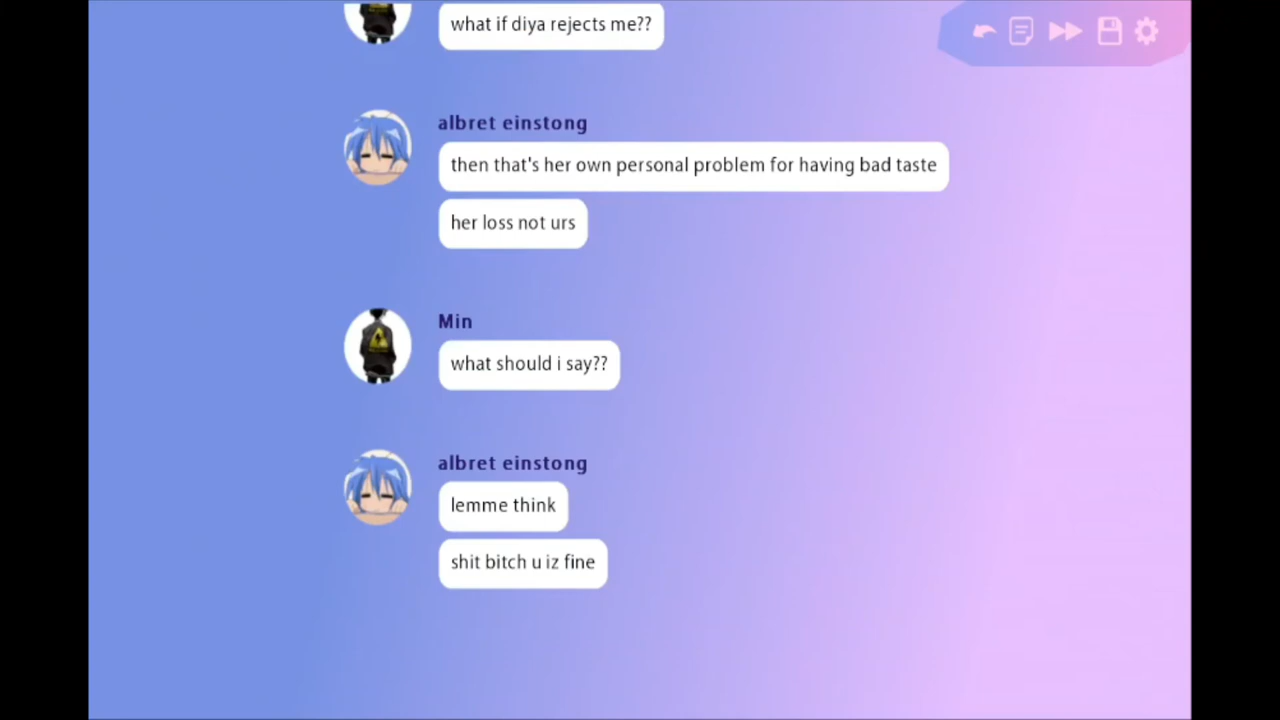 what if diya rejects me??
albret einstong
then that's her own personal problem for having bad taste
her loss not urs
Min
what should i say??
albret einstong
lemme think
shit bitch u iz fine